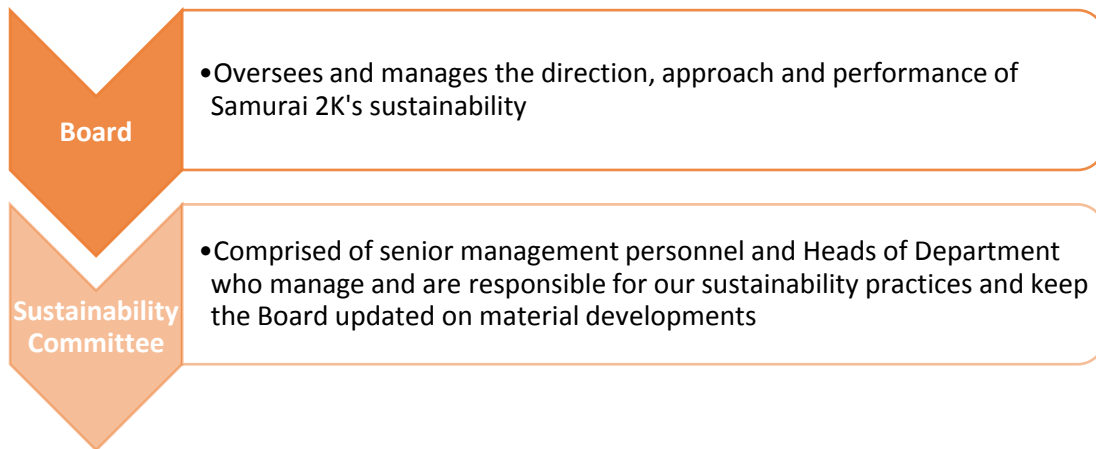 Board
•Oversees and manages the direction, approach and performance of
Samurai 2K's sustainability
Sustainability
Committee
•Comprised of senior management personnel and Heads of Department
who manage and are responsible for our sustainability practices and keep
the Board updated on material developments